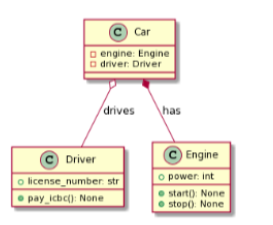 C Car
engine: Engine
driver: Driver
drives
has
C Driver
license_number: str
pay_icbc(): None
C Engine
power: int
start(): None
stop(): None